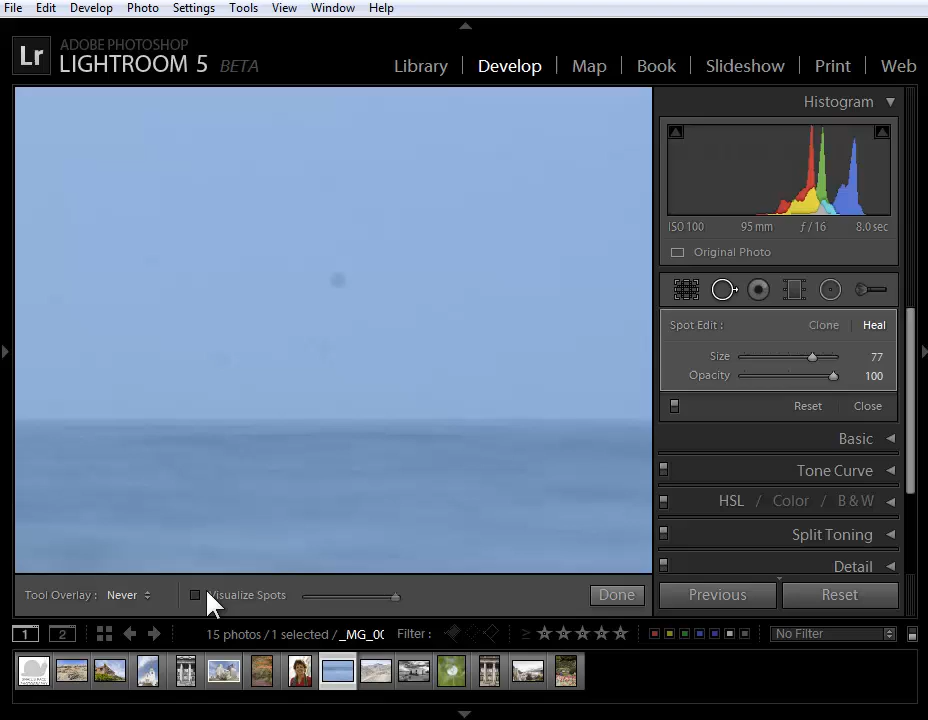 File Edit Develop Photo Settings Tools View Window Help
Lr ADOBE PHOTOSHOP
LIGHTROOM 5 BETA
Library | Develop | Map | Book | Slideshow | Print | Web
Histogram
ISO 100 95 mm ƒ / 16 8.0 sec
Original Photo
Spot Edit : Clone | Heal
Size 77
Opacity 100
Reset Close
Basic
Tone Curve
HSL / Color / B & W
Split Toning
Detail
Tool Overlay : Never Visualize Spots Done Previous Reset
1 2 15 photos / 1 selected / _MG_00 Filter : ≥ No Filter